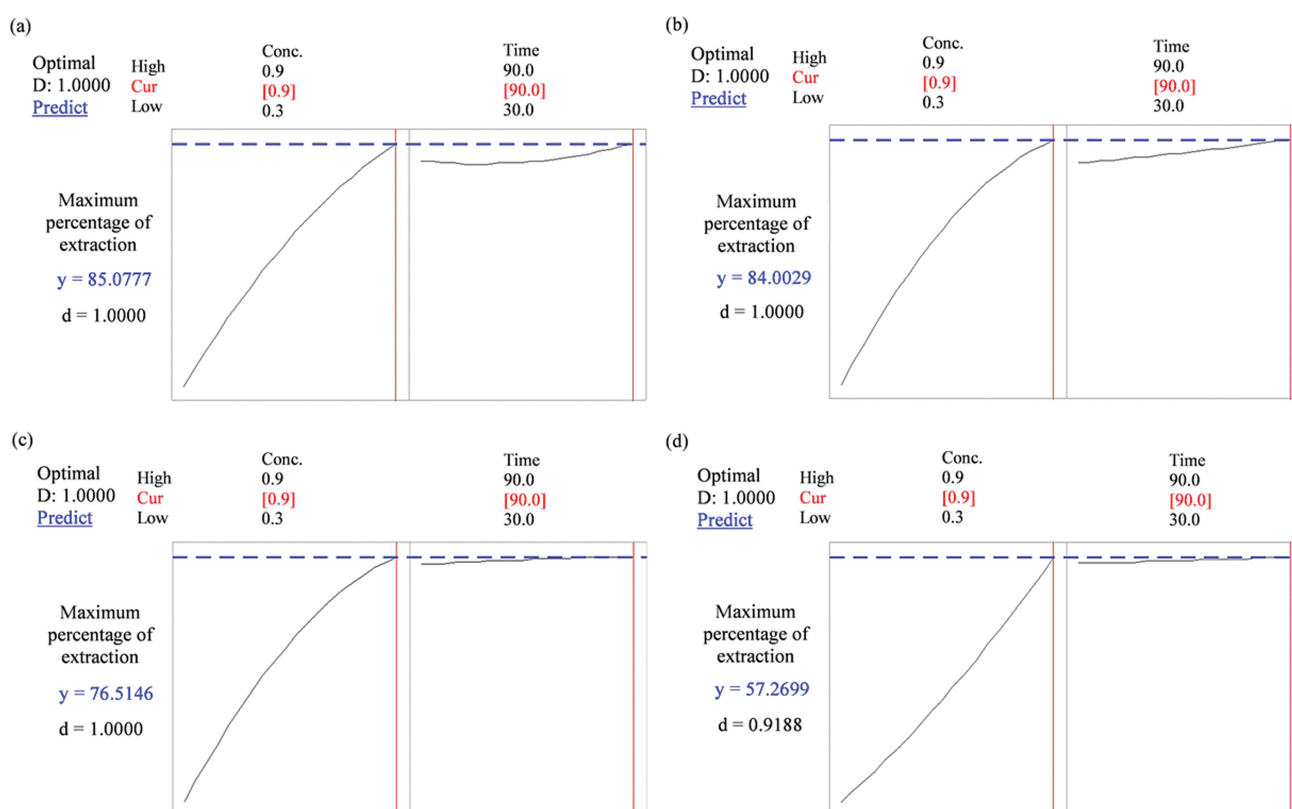 (a)
Optimal
D: 1.0000
Predict
High
Cur
Low
Conc.
0.9
[0.9]
0.3
Time
90.0
[90.0]
30.0
Maximum
percentage of
extraction
y = 85.0777
d = 1.0000
(b)
Optimal
D: 1.0000
Predict
High
Cur
Low
Conc.
0.9
[0.9]
0.3
Time
90.0
[90.0]
30.0
Maximum
percentage of
extraction
y = 84.0029
d = 1.0000
(c)
Optimal
D: 1.0000
Predict
High
Cur
Low
Conc.
0.9
[0.9]
0.3
Time
90.0
[90.0]
30.0
Maximum
percentage of
extraction
y = 76.5146
d = 1.0000
(d)
Optimal
D: 1.0000
Predict
High
Cur
Low
Conc.
0.9
[0.9]
0.3
Time
90.0
[90.0]
30.0
Maximum
percentage of
extraction
y = 57.2699
d = 0.9188